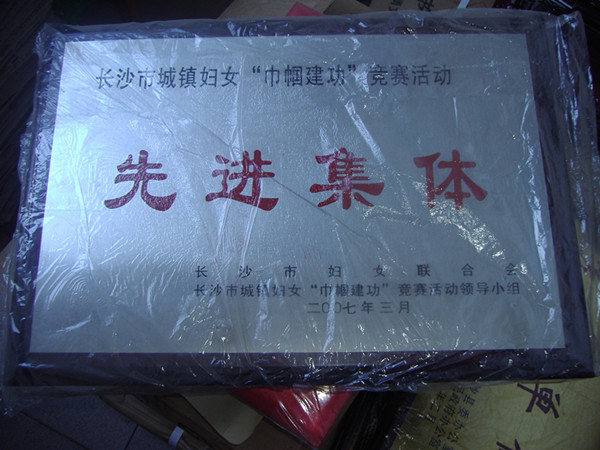 长沙市城镇妇女“巾帼建功”竞赛活动
先进集体
长沙市妇女联合会
长沙市城镇妇女“巾帼建功”竞赛活动领导小组
二〇〇七年三月